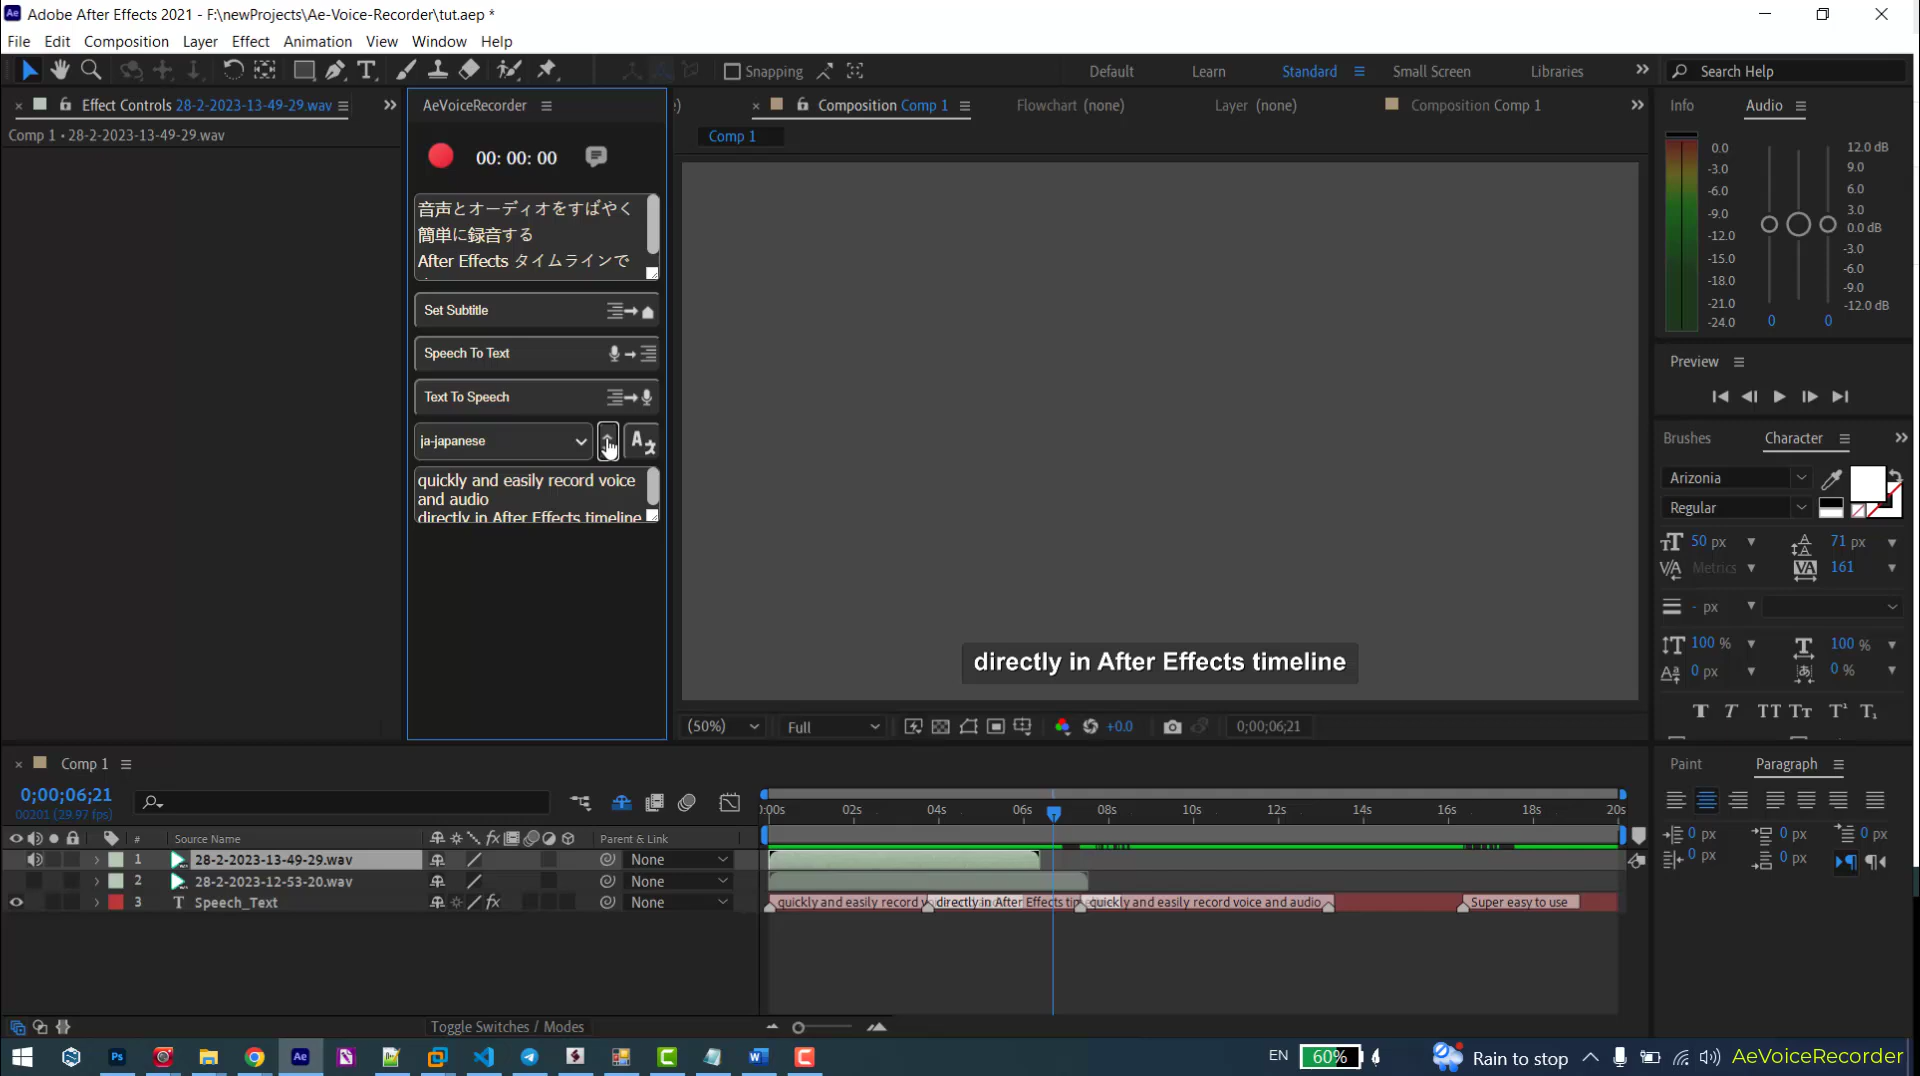 Adobe After Effects 2021 - F:\newProjects\Ae-Voice-Recorder\tut.aep *
File Edit Composition Layer Effect Animation View Window Help
Snapping Default Learn Standard Small Screen Libraries Search Help
Effect Controls 28-2-2023-13-49-29.wav
Comp 1 • 28-2-2023-13-49-29.wav
AeVoiceRecorder
00: 00: 00
音声とオーディオをすばやく
簡単に録音する
After Effects タイムラインで
Set Subtitle
Speech To Text
Text To Speech
ja-japanese
quickly and easily record voice
and audio
directly in After Effects timeline
Composition Comp 1 Flowchart (none) Layer (none) Composition Comp 1
Comp 1
directly in After Effects timeline
(50%) Full +0.0 0;00;06;21
Info Audio
0.0
-3.0
-6.0
-9.0
-12.0
-15.0
-18.0
-21.0
-24.0
12.0 dB
9.0
6.0
3.0
0.0 dB
-3.0
-6.0
-9.0
-12.0 dB
0 0
Preview
Brushes Character
Arizonia
Regular
50 px 71 px
Metrics 161
- px
100 % 100 %
0 px 0 %
Paint Paragraph
0 px 0 px 0 px
0 px 0 px
Comp 1
0;00;06;21
00201 (29.97 fps)
# Source Name Parent & Link
1 28-2-2023-13-49-29.wav None
2 28-2-2023-12-53-20.wav None
3 Speech_Text None
:00s 02s 04s 06s 08s 10s 12s 14s 16s 18s 20s
quickly and easily record directly in After Effects quickly and easily record voice and audio Super easy to use
Toggle Switches / Modes
EN 60% Rain to stop AeVoiceRecorder